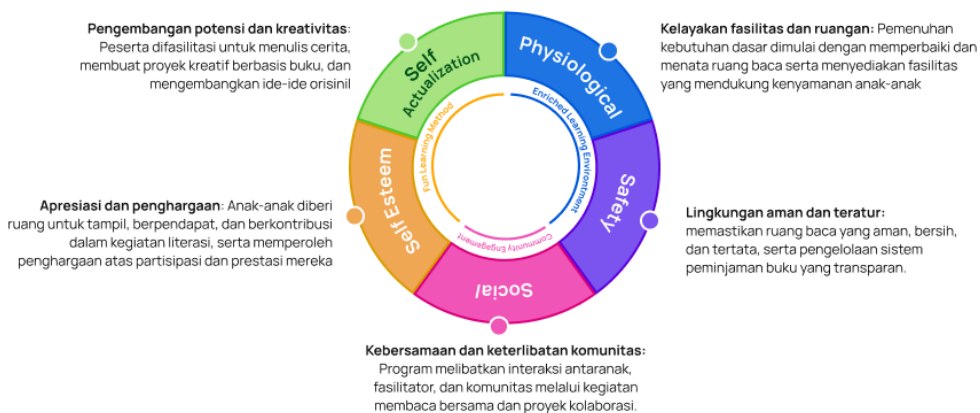 Pengembangan potensi dan kreativitas:
Peserta difasilitasi untuk menulis cerita,
membuat proyek kreatif berbasis buku, dan
mengembangkan ide-ide orisinil
Kelayakan fasilitas dan ruangan: Pemenuhan
kebutuhan dasar dimulai dengan memperbaiki dan
menata ruang baca serta menyediakan fasilitas
yang mendukung kenyamanan anak-anak
Self
Actualization
Physiological
Fun Learning Method
Enriched Learning Environtment
Self Esteem
Safety
Apresiasi dan penghargaan: Anak-anak diberi
ruang untuk tampil, berpendapat, dan berkontribusi
dalam kegiatan literasi, serta memperoleh
penghargaan atas partisipasi dan prestasi mereka
Lingkungan aman dan teratur:
memastikan ruang baca yang aman, bersih,
dan tertata, serta pengelolaan sistem
peminjaman buku yang transparan.
Community Engagement
Social
Kebersamaan dan keterlibatan komunitas:
Program melibatkan interaksi antaranak,
fasilitator, dan komunitas melalui kegiatan
membaca bersama dan proyek kolaborasi.